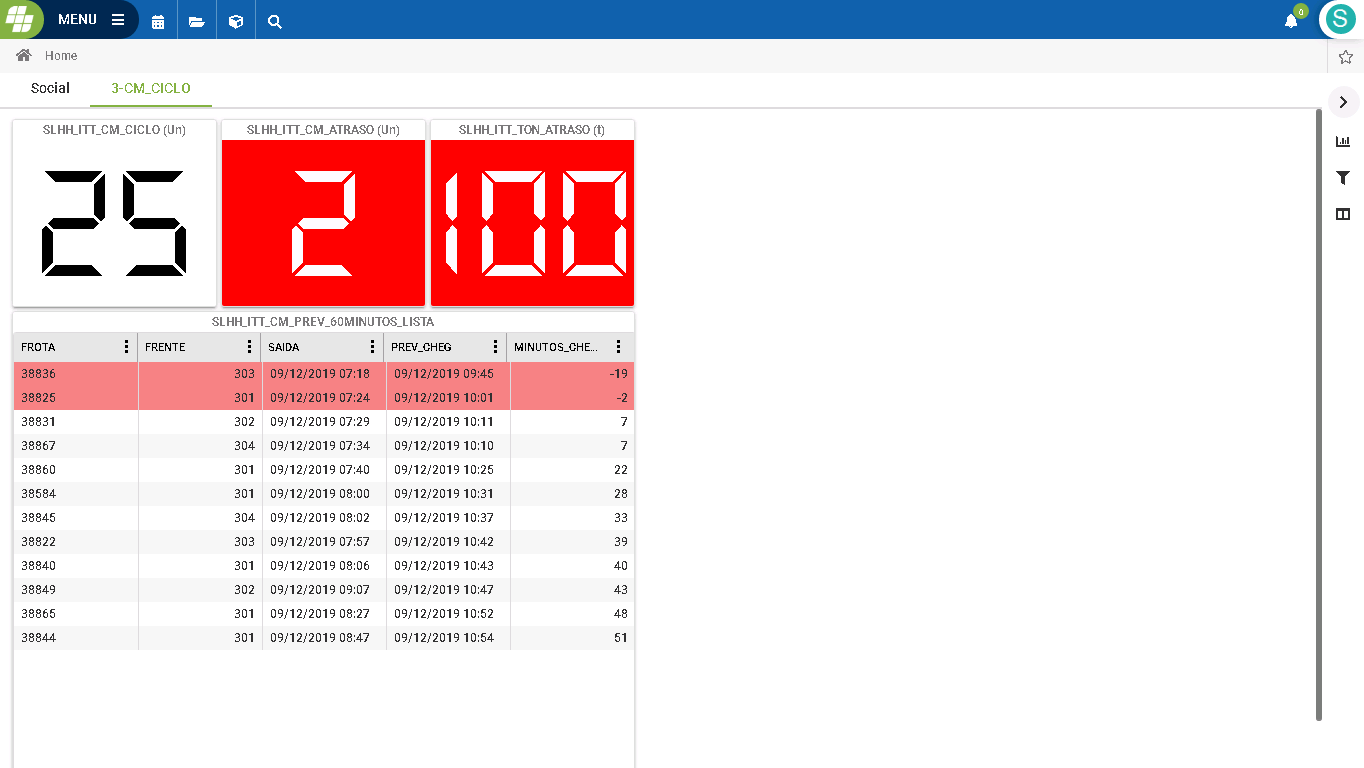 MENU
0
S
Home
Social 3-CM_CICLO
SLHH_ITT_CM_CICLO (Un) SLHH_ITT_CM_ATRASO (Un) SLHH_ITT_TON_ATRASO (t)
25 2 100
SLHH_ITT_CM_PREV_60MINUTOS_LISTA
FROTA FRENTE SAIDA PREV_CHEG MINUTOS_CHE...
38836 303 09/12/2019 07:18 09/12/2019 09:45 -19
38825 301 09/12/2019 07:24 09/12/2019 10:01 -2
38831 302 09/12/2019 07:29 09/12/2019 10:11 7
38867 304 09/12/2019 07:34 09/12/2019 10:10 7
38860 301 09/12/2019 07:40 09/12/2019 10:25 22
38584 301 09/12/2019 08:00 09/12/2019 10:31 28
38845 304 09/12/2019 08:02 09/12/2019 10:37 33
38822 303 09/12/2019 07:57 09/12/2019 10:42 39
38840 301 09/12/2019 08:06 09/12/2019 10:43 40
38849 302 09/12/2019 09:07 09/12/2019 10:47 43
38865 301 09/12/2019 08:27 09/12/2019 10:52 48
38844 301 09/12/2019 08:47 09/12/2019 10:54 51